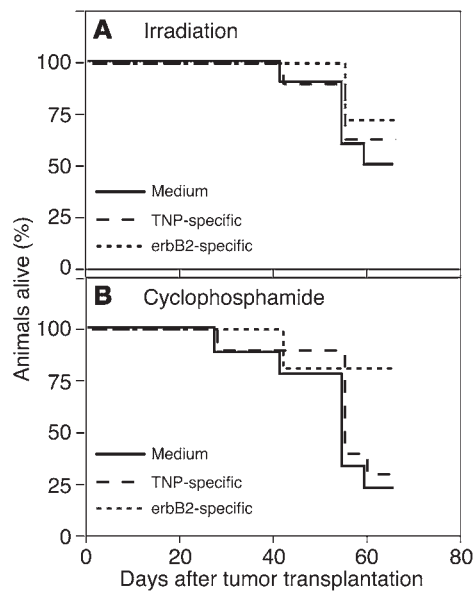 A Irradiation
100
75
50
25
0
Medium
TNP-specific
erbB2-specific
Animals alive (%)
B Cyclophosphamide
100
75
50
25
0
Medium
TNP-specific
erbB2-specific
0 20 40 60 80
Days after tumor transplantation